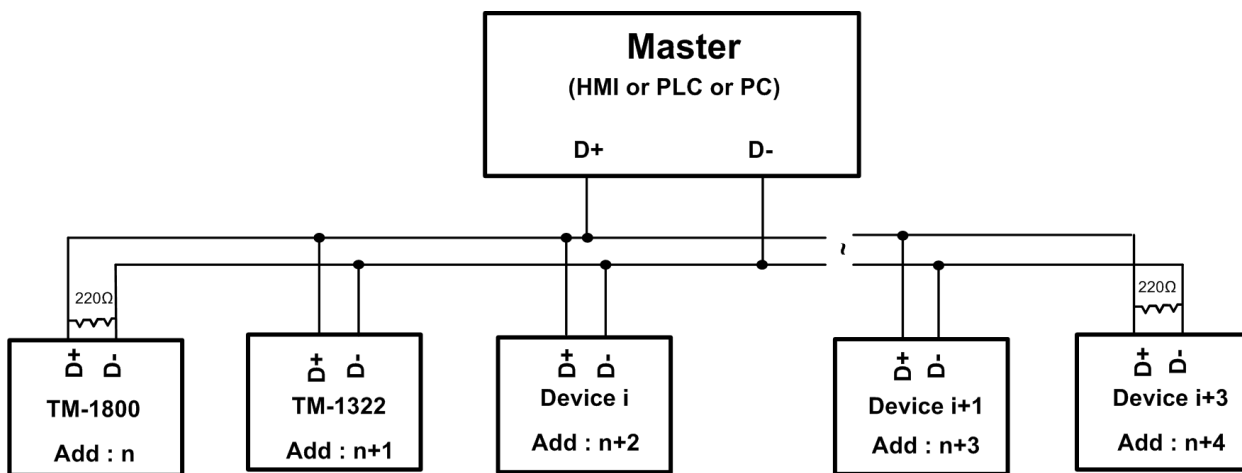 Master
(HMI or PLC or PC)
D+ D-
~
220Ω 220Ω
D+ D- D+ D- D+ D- D+ D- D+ D-
TM-1800 TM-1322 Device i Device i+1 Device i+3
Add : n Add : n+1 Add : n+2 Add : n+3 Add : n+4